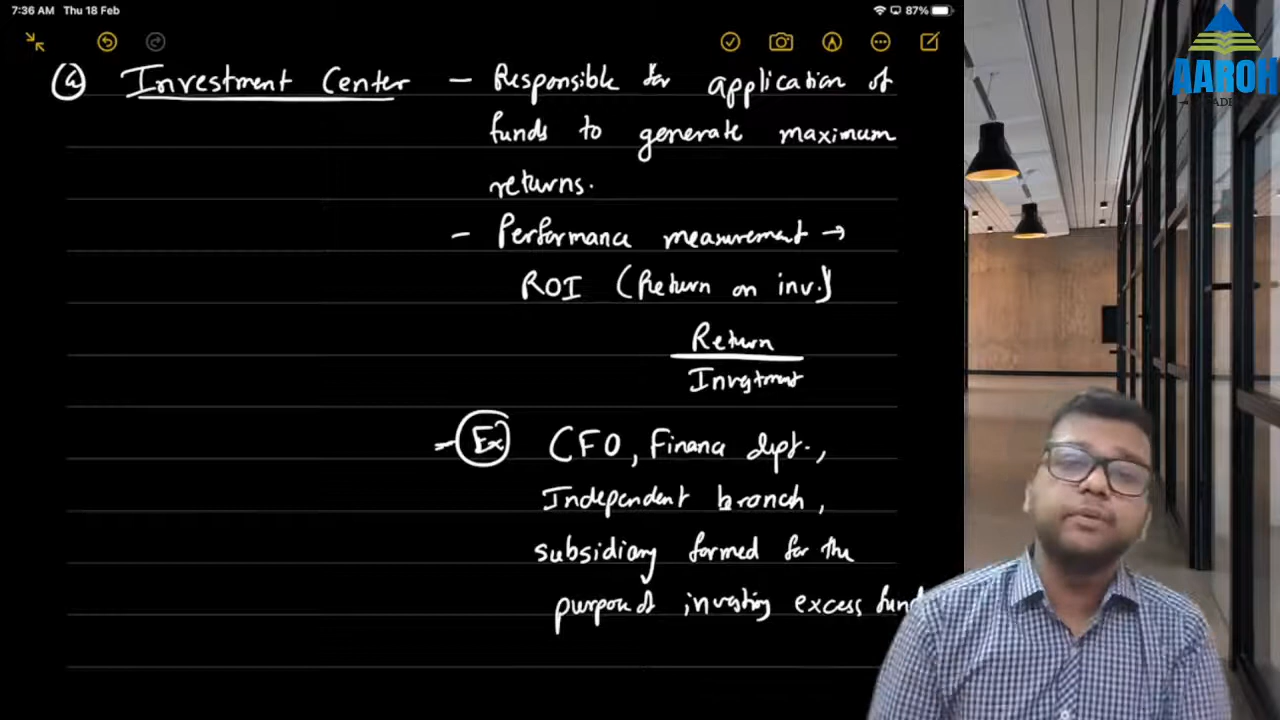 7:36 AM Thu 18 Feb
87%
AAROH
④ Investment Center – Responsible for application of
funds to generate maximum
returns.
– Performance measurement →
ROI (Return on inv.)
Return
Investment
– Ex CFO, Finance dept.,
Independent branch,
subsidiary formed for the
purpose of investing excess fund